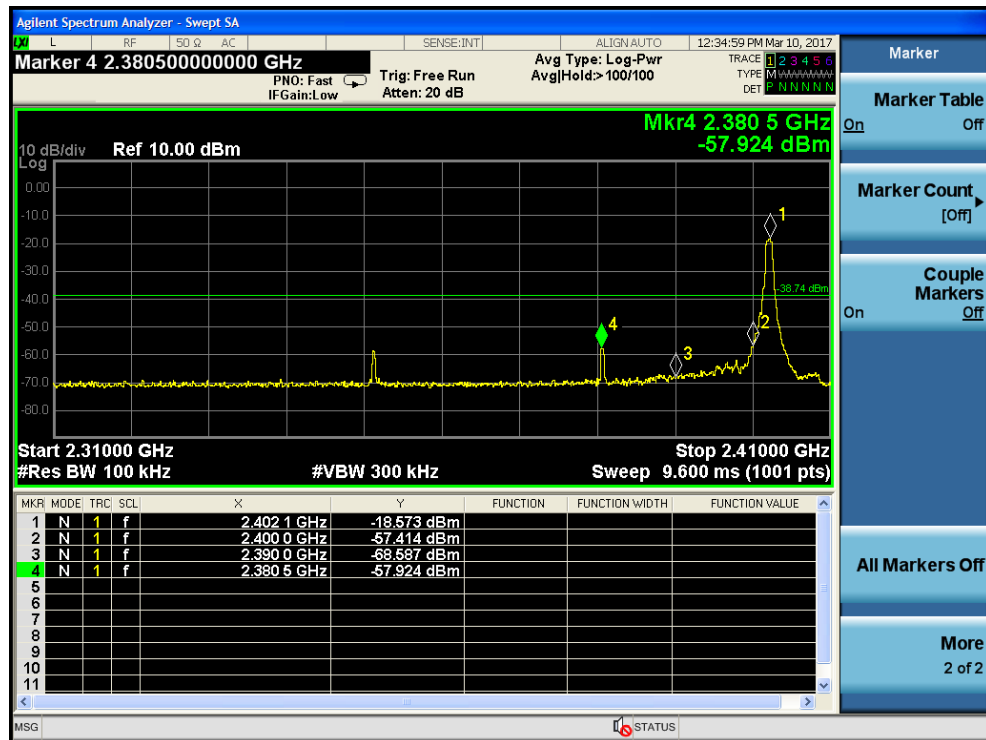 Agilent Spectrum Analyzer - Swept SA
LXI L RF 50 Ω AC SENSE:INT ALIGNAUTO 12:34:59 PM Mar 10, 2017
Marker 4 2.380500000000 GHz
PNO: Fast
IFGain:Low
Trig: Free Run
Atten: 20 dB
Avg Type: Log-Pwr
Avg|Hold:>100/100
TRACE 1 2 3 4 5 6
TYPE M
DET P N N N N N
Mkr4 2.380 5 GHz
-57.924 dBm
10 dB/div Ref 10.00 dBm
Log
0.00
-10.0
-20.0
-30.0
-40.0
-50.0
-60.0
-70.0
-80.0
1
-38.74 dBm
2
4
3
Start 2.31000 GHz Stop 2.41000 GHz
#Res BW 100 kHz #VBW 300 kHz Sweep 9.600 ms (1001 pts)
MKR MODE TRC SCL X Y FUNCTION FUNCTION WIDTH FUNCTION VALUE
1 N 1 f 2.402 1 GHz -18.573 dBm
2 N 1 f 2.400 0 GHz -57.414 dBm
3 N 1 f 2.390 0 GHz -68.587 dBm
4 N 1 f 2.380 5 GHz -57.924 dBm
5
6
7
8
9
10
11
MSG STATUS
Marker
Marker Table
On Off
Marker Count
[Off]
Couple
Markers
On Off
All Markers Off
More
2 of 2